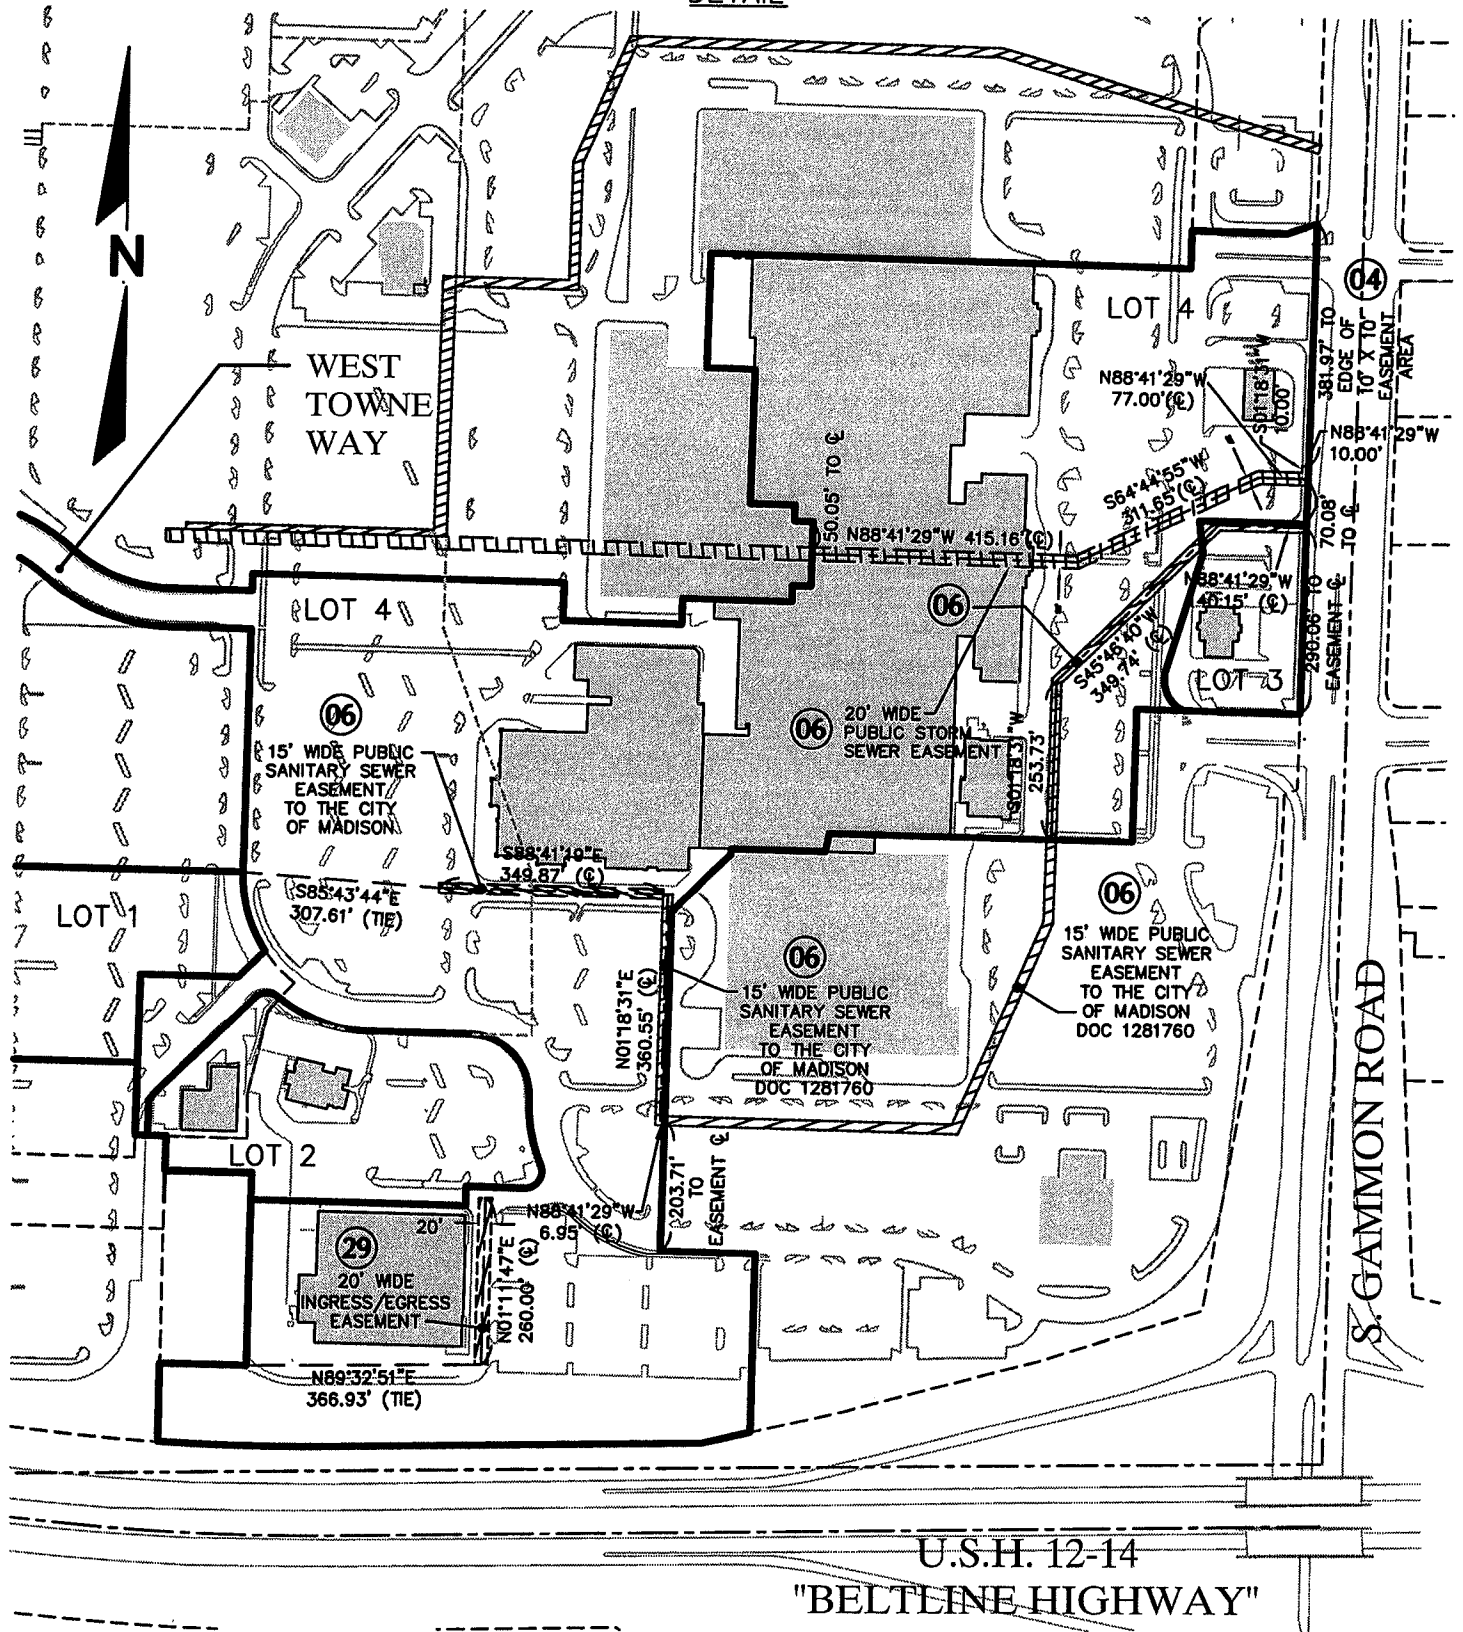 DETAIL
N
WEST
TOWNE
WAY
LOT 4
04
381.97' TO
EDGE OF
10' X 10'
EASEMENT
AREA
S01°18'31"W
10.00'
N88°41'29"W
77.00' (℄)
N88°41'29"W
10.00'
S64°44'55"W
311.65' (℄)
50.05' TO ℄
N88°41'29"W 415.16' (℄)
70.08'
TO ℄
N88°41'29"W
40.15' (℄)
290.06' TO
EASEMENT ℄
LOT 4
06
S45°46'40"W
349.74' (℄)
LOT 3
06
15' WIDE PUBLIC
SANITARY SEWER
EASEMENT
TO THE CITY
OF MADISON
06
20' WIDE
PUBLIC STORM
SEWER EASEMENT
S01°18'31"W
253.73'
S88°41'19"E
349.87' (℄)
S85°43'44"E
307.61' (TIE)
LOT 1
06
15' WIDE PUBLIC
SANITARY SEWER
EASEMENT
TO THE CITY
OF MADISON
DOC 1281760
06
15' WIDE PUBLIC
SANITARY SEWER
EASEMENT
TO THE CITY
OF MADISON
DOC 1281760
N01°18'31"E
360.55' (℄)
S. GAMMON ROAD
LOT 2
203.71'
TO
EASEMENT ℄
N88°41'29"W
6.95' (℄)
20'
29
20' WIDE
INGRESS/EGRESS
EASEMENT
N01°11'47"E
260.00' (℄)
N89°32'51"E
366.93' (TIE)
U.S.H. 12-14
"BELTLINE HIGHWAY"